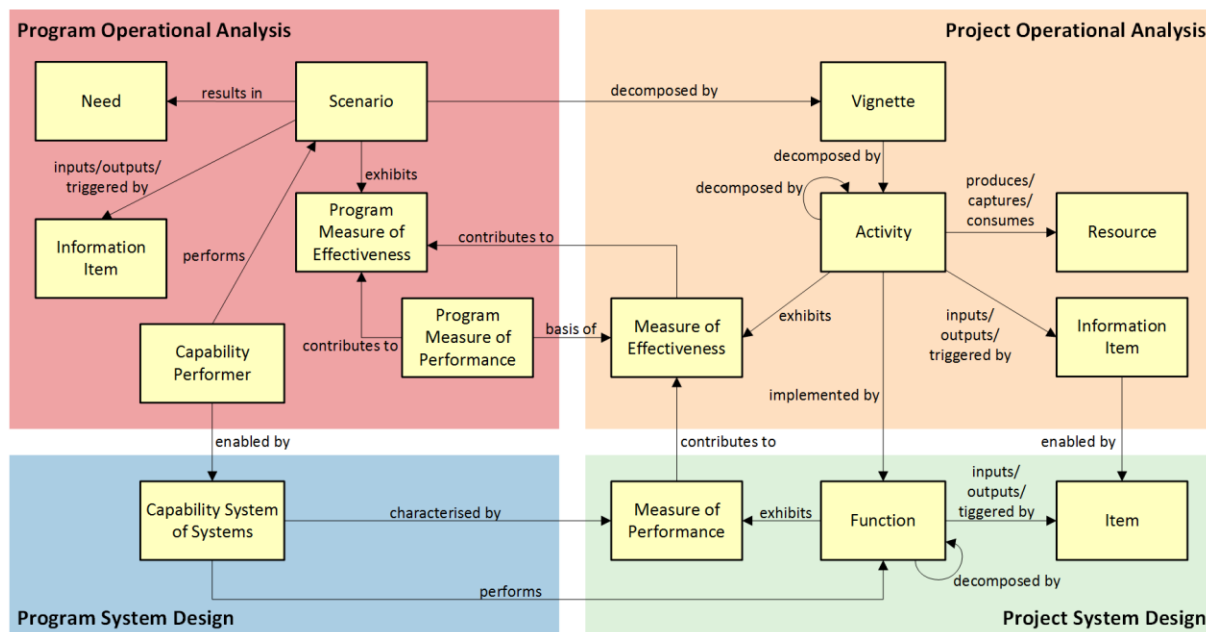 Program Operational Analysis
Project Operational Analysis
Need
results in
Scenario
decomposed by
Vignette
inputs/outputs/
triggered by
exhibits
decomposed by
decomposed by
produces/
captures/
consumes
Information
Item
performs
Program
Measure of
Effectiveness
contributes to
Activity
Resource
Capability
Performer
contributes to
Program
Measure of
Performance
basis of
Measure of
Effectiveness
exhibits
inputs/
outputs/
triggered by
Information
Item
implemented by
enabled by
contributes to
enabled by
Capability System
of Systems
characterised by
Measure of
Performance
exhibits
Function
inputs/
outputs/
tiggered by
Item
performs
decomposed by
Program System Design
Project System Design